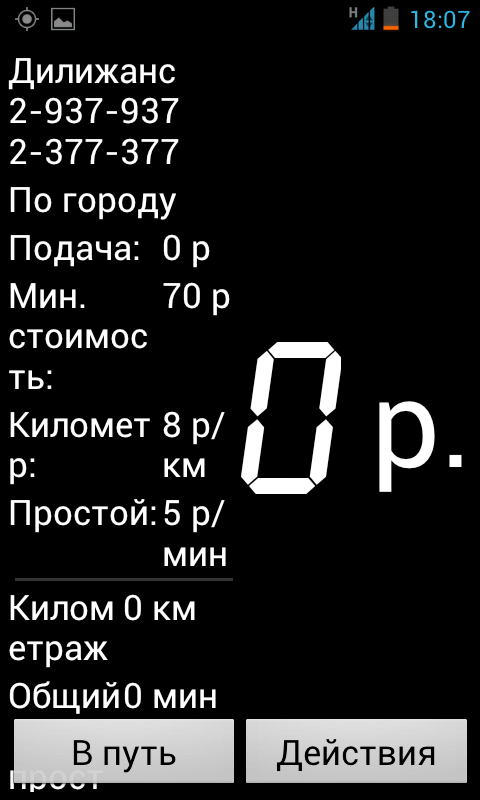 H 18:07
Дилижанс
2-937-937
2-377-377
По городу
Подача: 0 р
Мин. 70 р
стоимос
ть:
Километ 8 р/
р: км
Простой: 5 р/
мин
0 р.
Килом 0 км
етраж
Общий 0 мин
прост
В путь
Действия